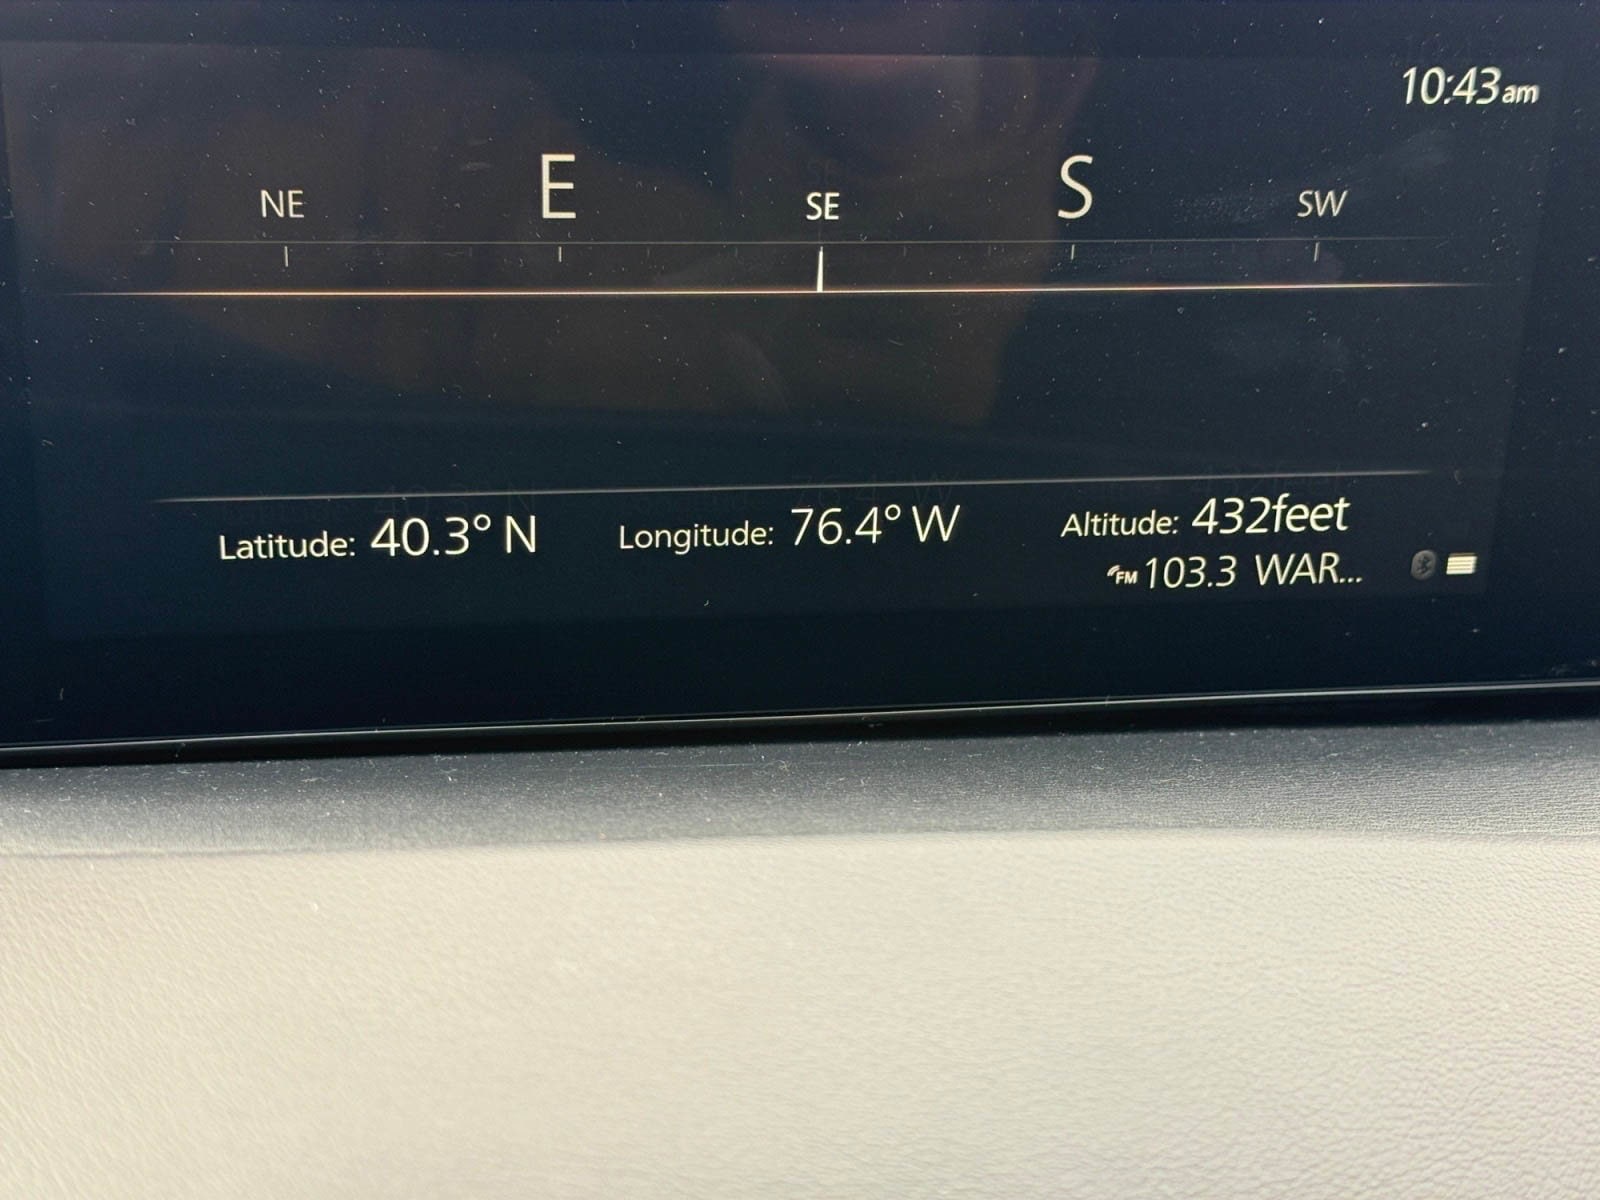 10:43am
NE E SE S SW
Latitude: 40.3° N Longitude: 76.4° W Altitude: 432feet
FM 103.3 WAR...